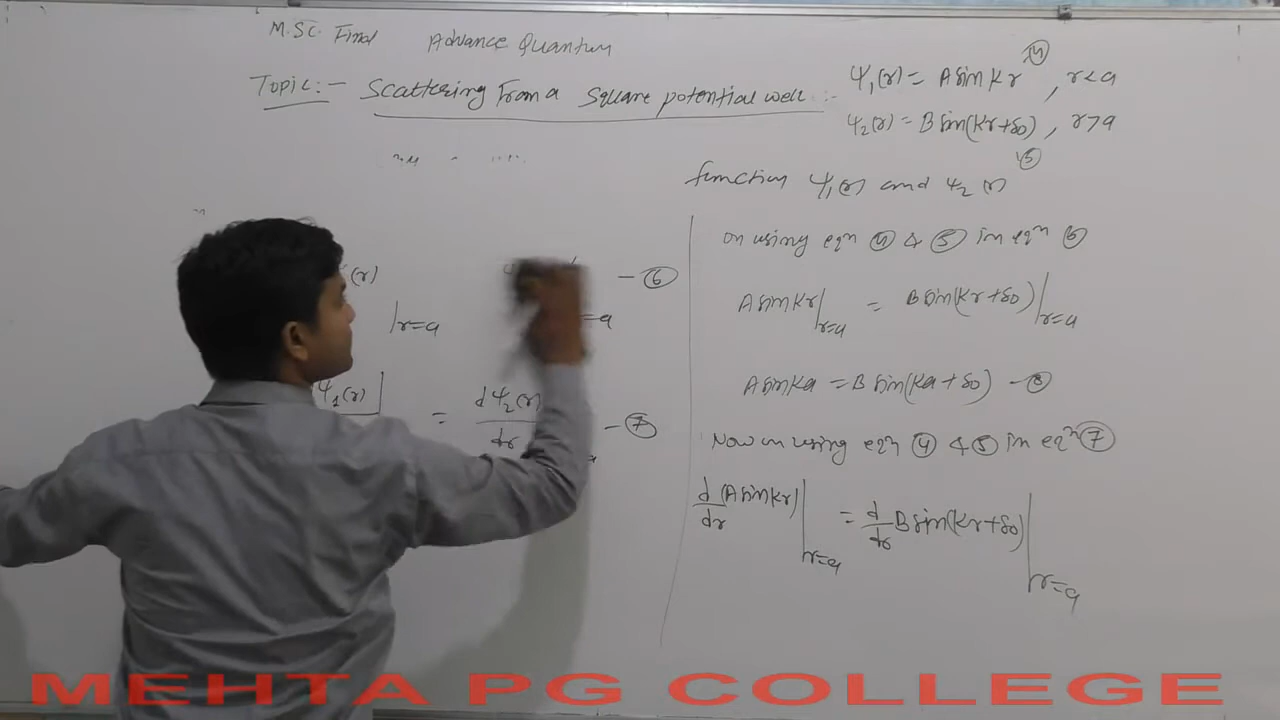 M.SC. Final Advance Quantum
Topic:- Scattering From a Square potential well :-
ψ₁(r) = A sin Kr , r<a ④
ψ₂(r) = B sin(Kr+δ0) , r>a ⑤
function ψ₁(r) and ψ₂(r)
(r)
|r=a
=a
- ⑥
ψ₁(r)|
= dψ₂(r)
dr
- ⑦
on using eqⁿ ④ & ⑤ in eqⁿ ⑥
A sin Kr|r=a = B sin(Kr+δ0)|r=a
A sin Ka = B sin(Ka+δ0) - ⑧
Now on using eqⁿ ④ & ⑤ in eqⁿ ⑦
d/dr (A sin Kr)|r=a = d/dr B sin(Kr+δ0)|r=a
MEHTA PG COLLEGE